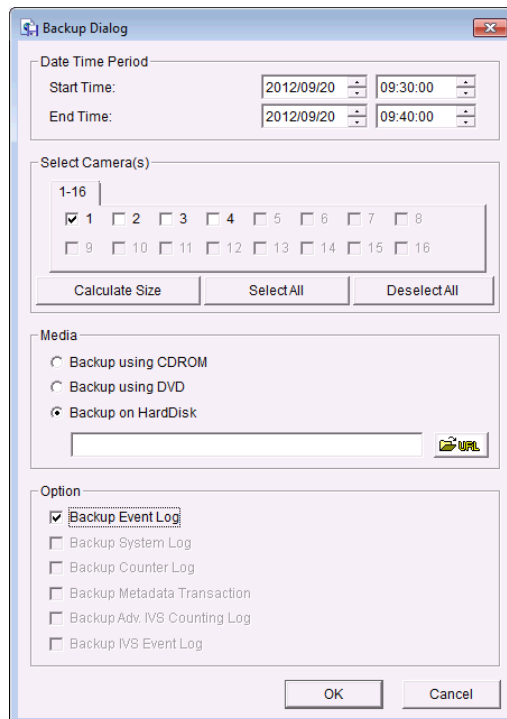 Backup Dialog
Date Time Period
Start Time: 2012/09/20 09:30:00
End Time: 2012/09/20 09:40:00
Select Camera(s)
1-16
1 2 3 4 5 6 7 8
9 10 11 12 13 14 15 16
Calculate Size Select All Deselect All
Media
Backup using CDROM
Backup using DVD
Backup on HardDisk
URL
Option
Backup Event Log
Backup System Log
Backup Counter Log
Backup Metadata Transaction
Backup Adv. IVS Counting Log
Backup IVS Event Log
OK Cancel